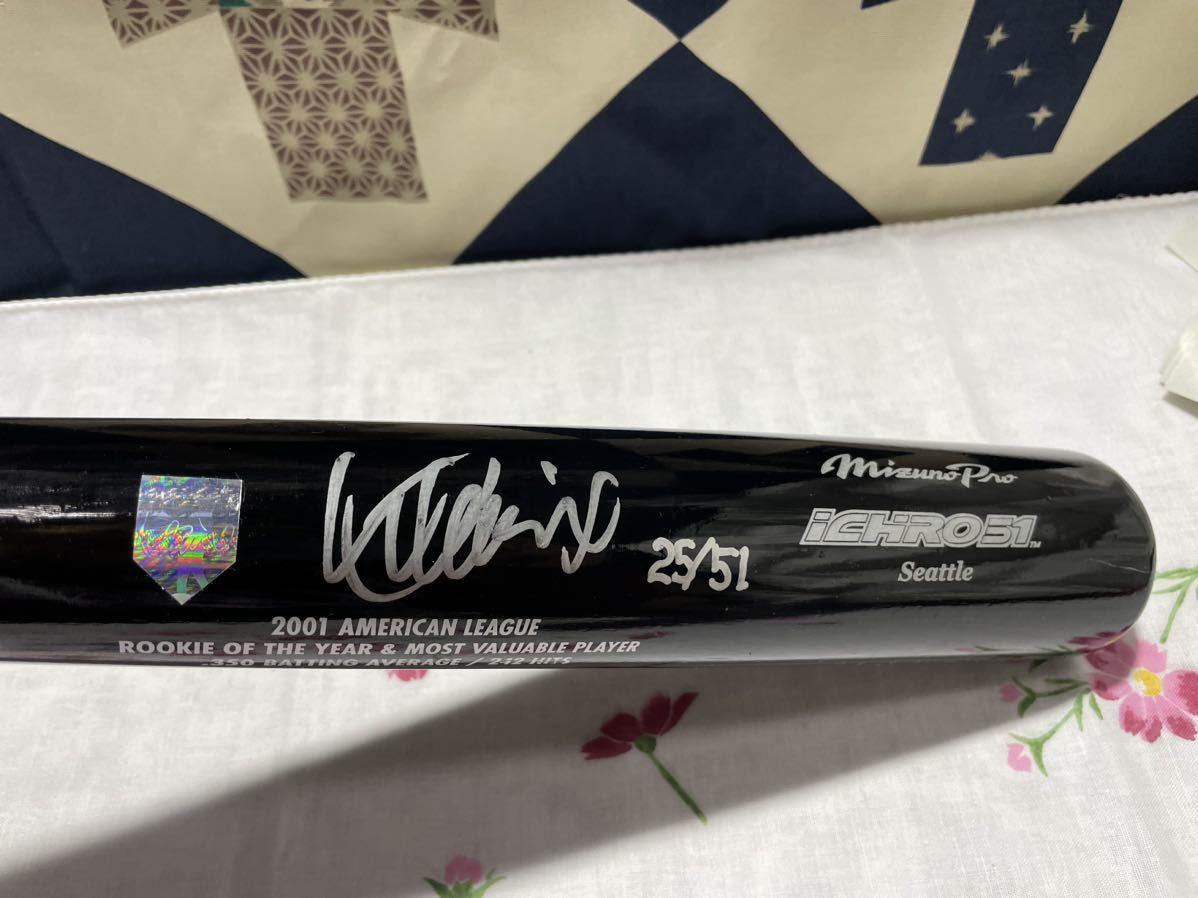 MizunoPro
ICHIRO51™
Seattle
25/51
2001 AMERICAN LEAGUE
ROOKIE OF THE YEAR & MOST VALUABLE PLAYER
.350 BATTING AVERAGE / 242 HITS